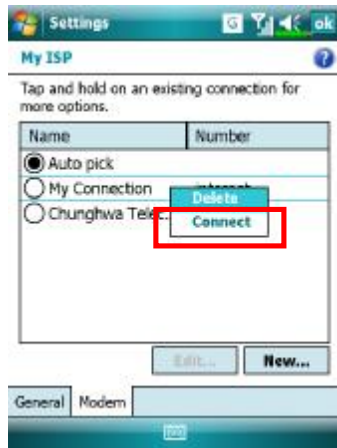 Settings
G
ok
My ISP
?
Tap and hold on an existing connection for
more options.
Name Number
Auto pick
My Connection
Delete
Chunghwa Telec...
Connect
Edit... New...
General Modem